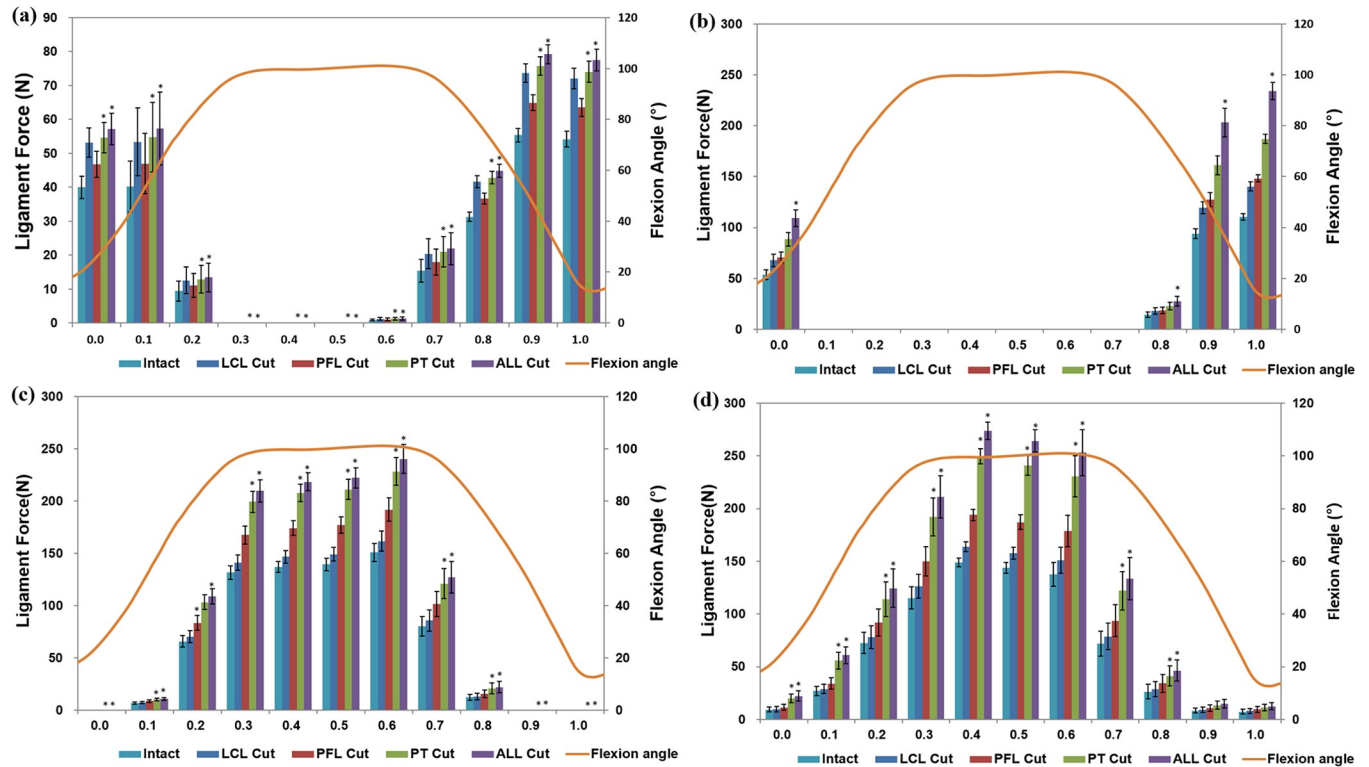 (a)
90
80
70
60
50
40
30
20
10
0
Ligament Force (N)
120
100
80
60
40
20
0
Flexion Angle (°)
* * * * * * * * * * * * * * * * * * * * * *
0.0 0.1 0.2 0.3 0.4 0.5 0.6 0.7 0.8 0.9 1.0
Intact LCL Cut PFL Cut PT Cut ALL Cut Flexion angle
(b)
300
250
200
150
100
50
0
Ligament Force(N)
120
100
80
60
40
20
0
Flexion Angle (°)
* * * *
0.0 0.1 0.2 0.3 0.4 0.5 0.6 0.7 0.8 0.9 1.0
Intact LCL Cut PFL Cut PT Cut ALL Cut Flexion angle
(c)
300
250
200
150
100
50
0
Ligament Force(N)
120
100
80
60
40
20
0
Flexion Angle (°)
* * * * * * * * * * * * * * * * * * * * * *
0.0 0.1 0.2 0.3 0.4 0.5 0.6 0.7 0.8 0.9 1.0
Intact LCL Cut PFL Cut PT Cut ALL Cut Flexion angle
(d)
300
250
200
150
100
50
0
Ligament Force(N)
120
100
80
60
40
20
0
Flexion Angle (°)
* * * * * * * * * * * * * * * * * *
0.0 0.1 0.2 0.3 0.4 0.5 0.6 0.7 0.8 0.9 1.0
Intact LCL Cut PFL Cut PT Cut ALL Cut Flexion angle